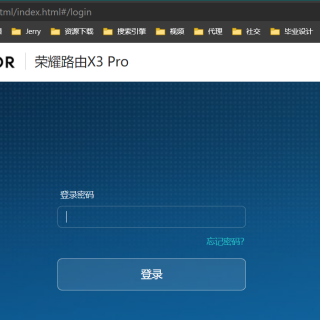 tml/index.html#/login
Jerry 资源下载 搜索引擎 视频 代理 社交 毕业设计
OR 荣耀路由X3 Pro
登录密码
忘记密码?
登录